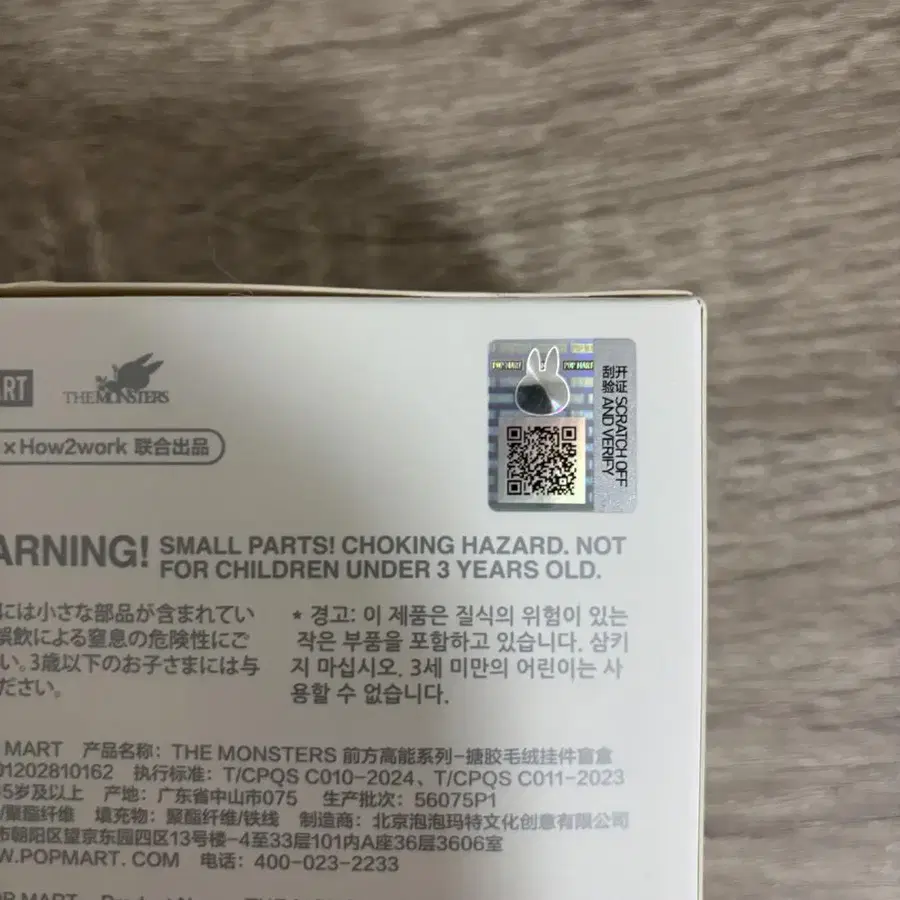 ART
THE MONSTERS
× How2work 联合出品
POP MART
POP MART
刮开
验证
SCRATCH OFF
AND VERIFY
ARNING!
SMALL PARTS! CHOKING HAZARD. NOT
FOR CHILDREN UNDER 3 YEARS OLD.
には小さな部品が含まれてい
誤飲による窒息の危険性にご
い。3歳以下のお子さまには与
ださい。
* 경고: 이 제품은 질식의 위험이 있는
작은 부품을 포함하고 있습니다. 삼키
지 마십시오. 3세 미만의 어린이는 사
용할 수 없습니다.
MART 产品名称: THE MONSTERS 前方高能系列-搪胶毛绒挂件盲盒
01202810162 执行标准: T/CPQS C010-2024、T/CPQS C011-2023
5岁及以上 产地: 广东省中山市075 生产批次: 56075P1
/聚酯纤维 填充物: 聚酯纤维/铁线 制造商: 北京泡泡玛特文化创意有限公司
市朝阳区望京东园四区13号楼-4至33层101内A座36层3606室
W.POPMART.COM 电话: 400-023-2233